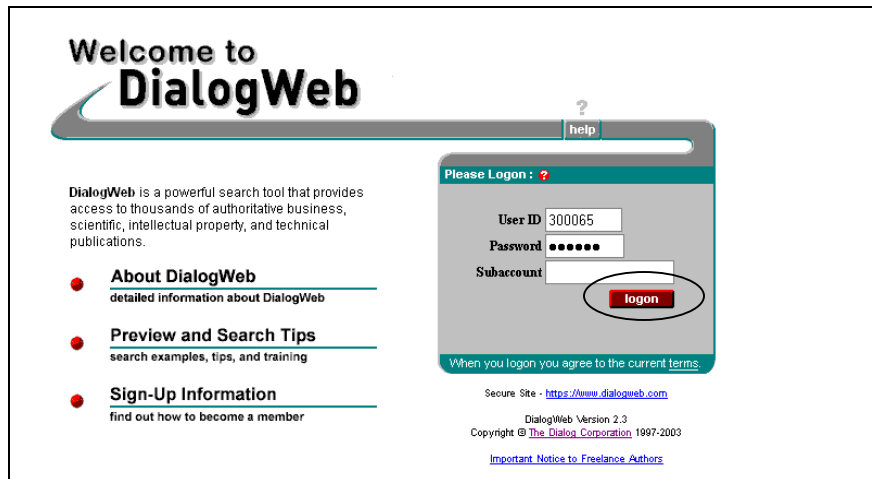 Welcome to
DialogWeb
?
help
Please Logon : ?
DialogWeb is a powerful search tool that provides
access to thousands of authoritative business,
scientific, intellectual property, and technical
publications.
About DialogWeb
detailed information about DialogWeb
Preview and Search Tips
search examples, tips, and training
Sign-Up Information
find out how to become a member
User ID 300065
Password ●●●●●●
Subaccount
logon
When you logon you agree to the current terms.
Secure Site - https://www.dialogweb.com
DialogWeb Version 2.3
Copyright © The Dialog Corporation 1997-2003
Important Notice to Freelance Authors